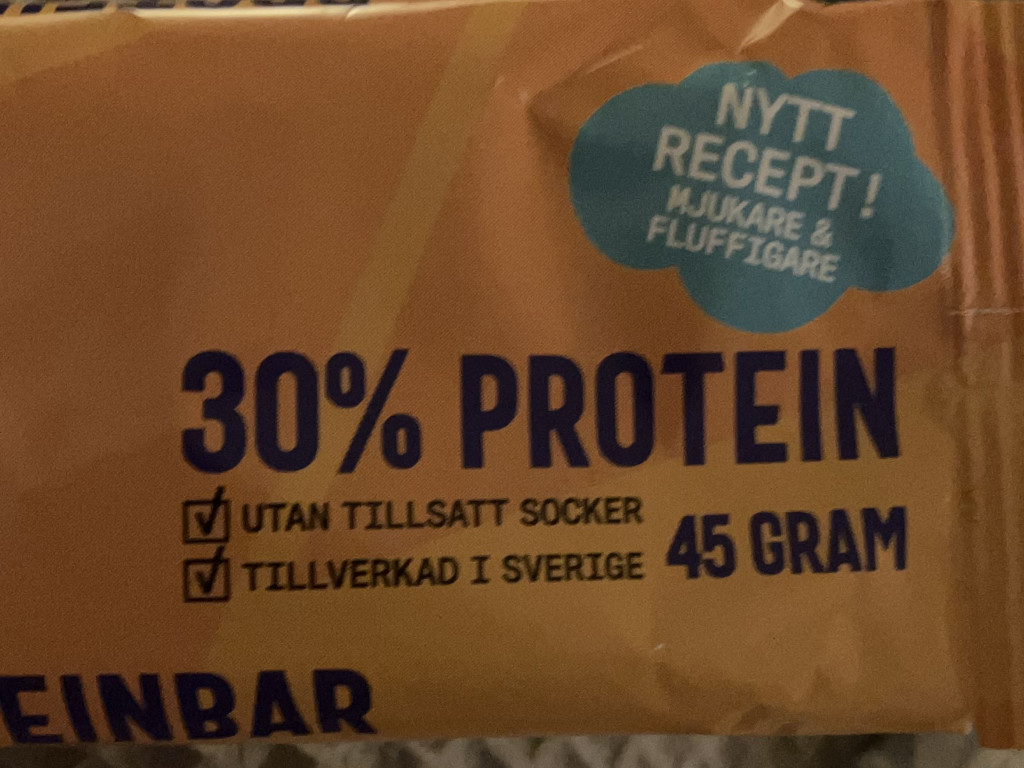 NYTT
RECEPT!
MJUKARE &
FLUFFIGARE
30% PROTEIN
UTAN TILLSATT SOCKER
TILLVERKAD I SVERIGE
45 GRAM
EINBAR